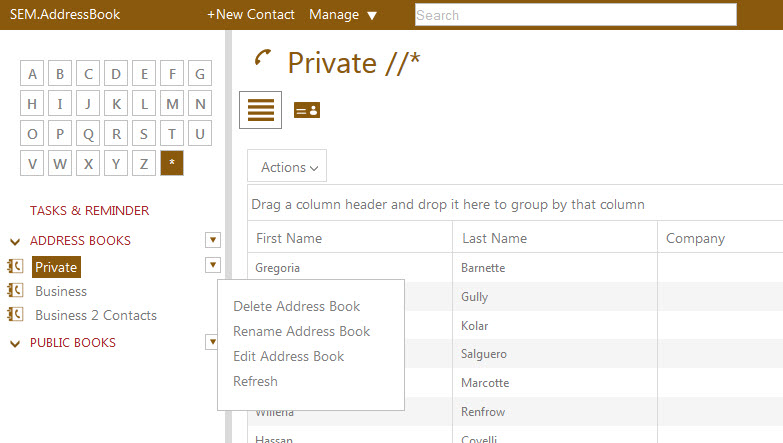 SEM.AddressBook +New Contact Manage Search
Private //*
A B C D E F G
H I J K L M N
O P Q R S T U
V W X Y Z *
Actions
TASKS & REMINDER
ADDRESS BOOKS
Private
Business
Business 2 Contacts
PUBLIC BOOKS
Delete Address Book
Rename Address Book
Edit Address Book
Refresh
Drag a column header and drop it here to group by that column
First Name Last Name Company
Gregoria Barnette
Gully
Kolar
Salguero
Marcotte
Willena Renfrow
Hassan Covelli